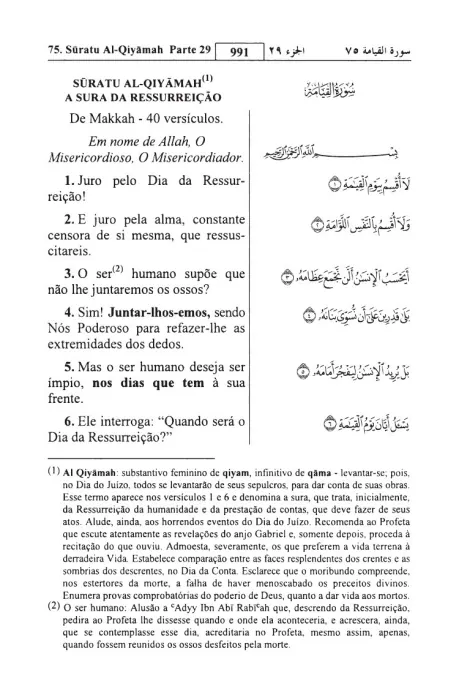 75. Sūratu Al-Qiyāmah Parte 29 991 الجزء ٢٩ سورة القيامة ٧٥
SŪRATU AL-QIYĀMAH(1)
A SURA DA RESSURREIÇÃO
سُورَةُ الْقِيَامَةِ
De Makkah - 40 versículos.
Em nome de Allah, O
Misericordioso, O Misericordiador.
بِسْمِ اللَّهِ الرَّحْمَٰنِ الرَّحِيمِ
1. Juro pelo Dia da Ressur-
reição!
لَا أُقْسِمُ بِيَوْمِ الْقِيَامَةِ ١
2. E juro pela alma, constante
censora de si mesma, que ressus-
citareis.
وَلَا أُقْسِمُ بِالنَّفْسِ اللَّوَّامَةِ ٢
3. O ser(2) humano supõe que
não lhe juntaremos os ossos?
أَيَحْسَبُ الْإِنسَانُ أَلَّن نَّجْمَعَ عِظَامَهُ ٣
4. Sim! Juntar-lhos-emos, sendo
Nós Poderoso para refazer-lhe as
extremidades dos dedos.
بَلَىٰ قَادِرِينَ عَلَىٰ أَن نُّسَوِّيَ بَنَانَهُ ٤
5. Mas o ser humano deseja ser
ímpio, nos dias que tem à sua
frente.
بَلْ يُرِيدُ الْإِنسَانُ لِيَفْجُرَ أَمَامَهُ ٥
6. Ele interroga: “Quando será o
Dia da Ressurreição?”
يَسْأَلُ أَيَّانَ يَوْمُ الْقِيَامَةِ ٦
(1) Al Qiyāmah: substantivo feminino de qiyam, infinitivo de qāma - levantar-se; pois,
no Dia do Juízo, todos se levantarão de seus sepulcros, para dar conta de suas obras.
Esse termo aparece nos versículos 1 e 6 e denomina a sura, que trata, inicialmente,
da Ressurreição da humanidade e da prestação de contas, que deve fazer de seus
atos. Alude, ainda, aos horrendos eventos do Dia do Juízo. Recomenda ao Profeta
que escute atentamente as revelações do anjo Gabriel e, somente depois, proceda à
recitação do que ouviu. Admoesta, severamente, os que preferem a vida terrena à
derradeira Vida. Estabelece comparação entre as faces resplendentes dos crentes e as
sombrias dos descrentes, no Dia da Conta. Esclarece que o moribundo compreende,
nos estertores da morte, a falha de haver menoscabado os preceitos divinos.
Enumera provas comprobatórias do poderio de Deus, quanto a dar vida aos mortos.
(2) O ser humano: Alusão a ᶜAdyy Ibn Abī Rabīᶜah que, descrendo da Ressurreição,
pedira ao Profeta lhe dissesse quando e onde ela aconteceria, e acrescera, ainda,
que se contemplasse esse dia, acreditaria no Profeta, mesmo assim, apenas,
quando fossem reunidos os ossos desfeitos pela morte.